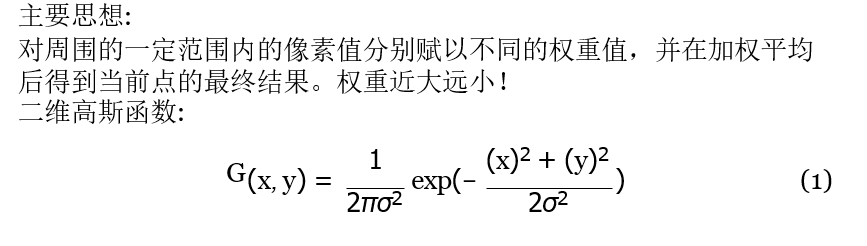 主要思想:
对周围的一定范围内的像素值分别赋以不同的权重值，并在加权平均
后得到当前点的最终结果。权重近大远小！
二维高斯函数:
G(x, y) = 1/(2πσ²) exp(− ((x)² + (y)²)/(2σ²)) (1)